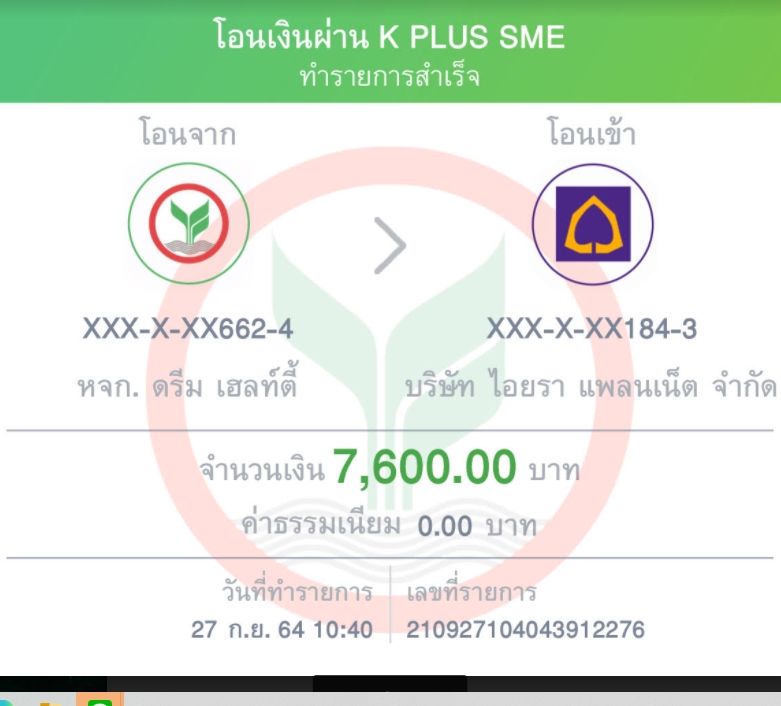 โอนเงินผ่าน K PLUS SME
ทำรายการสำเร็จ
โอนจาก
โอนเข้า
XXX-X-XX662-4
XXX-X-XX184-3
หจก. ดรีม เฮลท์ตี้
บริษัท ไอยรา แพลนเน็ต จำกัด
จำนวนเงิน 7,600.00 บาท
ค่าธรรมเนียม 0.00 บาท
วันที่ทำรายการ
เลขที่รายการ
27 ก.ย. 64 10:40
210927104043912276